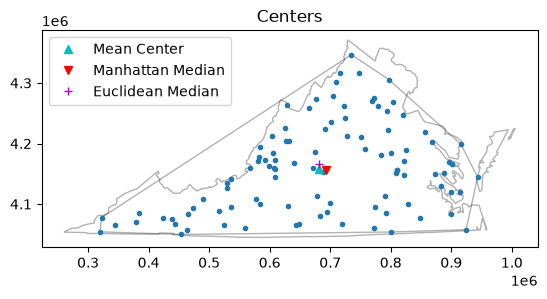 Centers
1e6
Mean Center
Manhattan Median
Euclidean Median
4.3
4.2
4.1
0.3 0.4 0.5 0.6 0.7 0.8 0.9 1.0
1e6